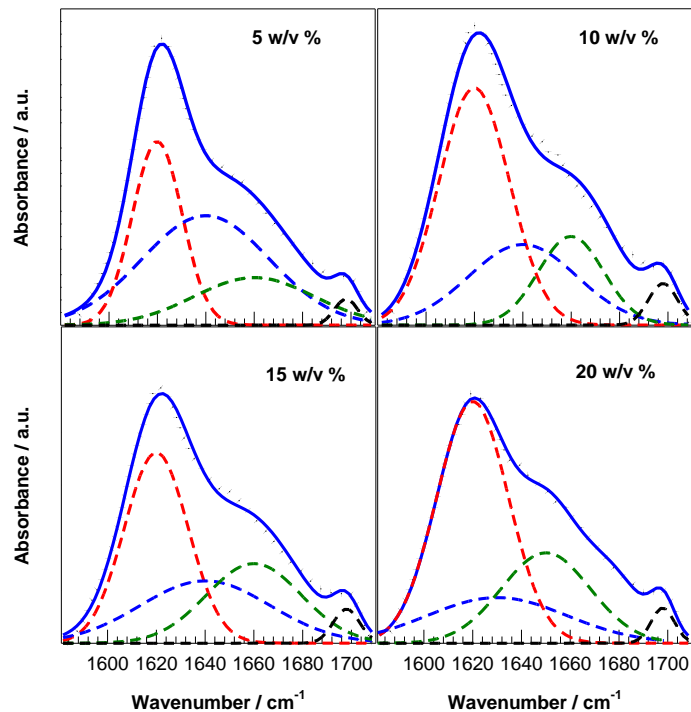 5 w/v %
10 w/v %
Absorbance / a.u.
15 w/v %
20 w/v %
Absorbance / a.u.
1600 1620 1640 1660 1680 1700
1600 1620 1640 1660 1680 1700
Wavenumber / cm-1
Wavenumber / cm-1